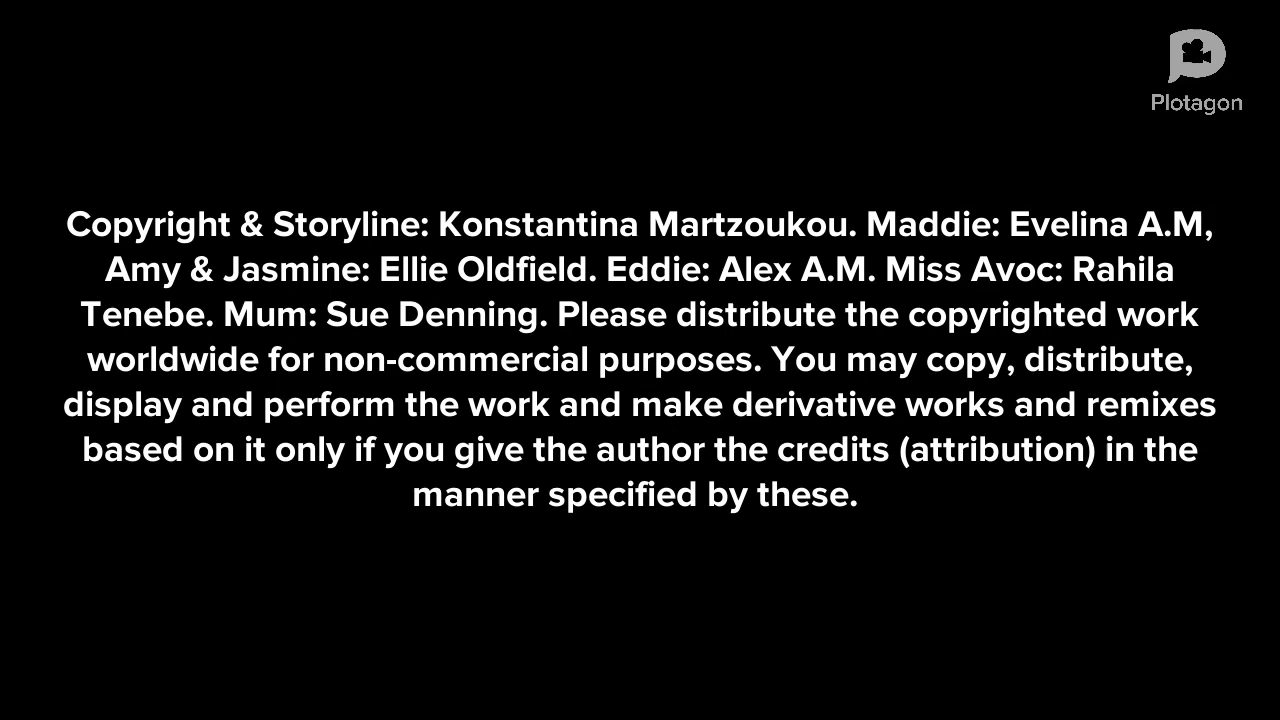 Plotagon
Copyright & Storyline: Konstantina Martzoukou. Maddie: Evelina A.M,
Amy & Jasmine: Ellie Oldfield. Eddie: Alex A.M. Miss Avoc: Rahila
Tenebe. Mum: Sue Denning. Please distribute the copyrighted work
worldwide for non-commercial purposes. You may copy, distribute,
display and perform the work and make derivative works and remixes
based on it only if you give the author the credits (attribution) in the
manner specified by these.